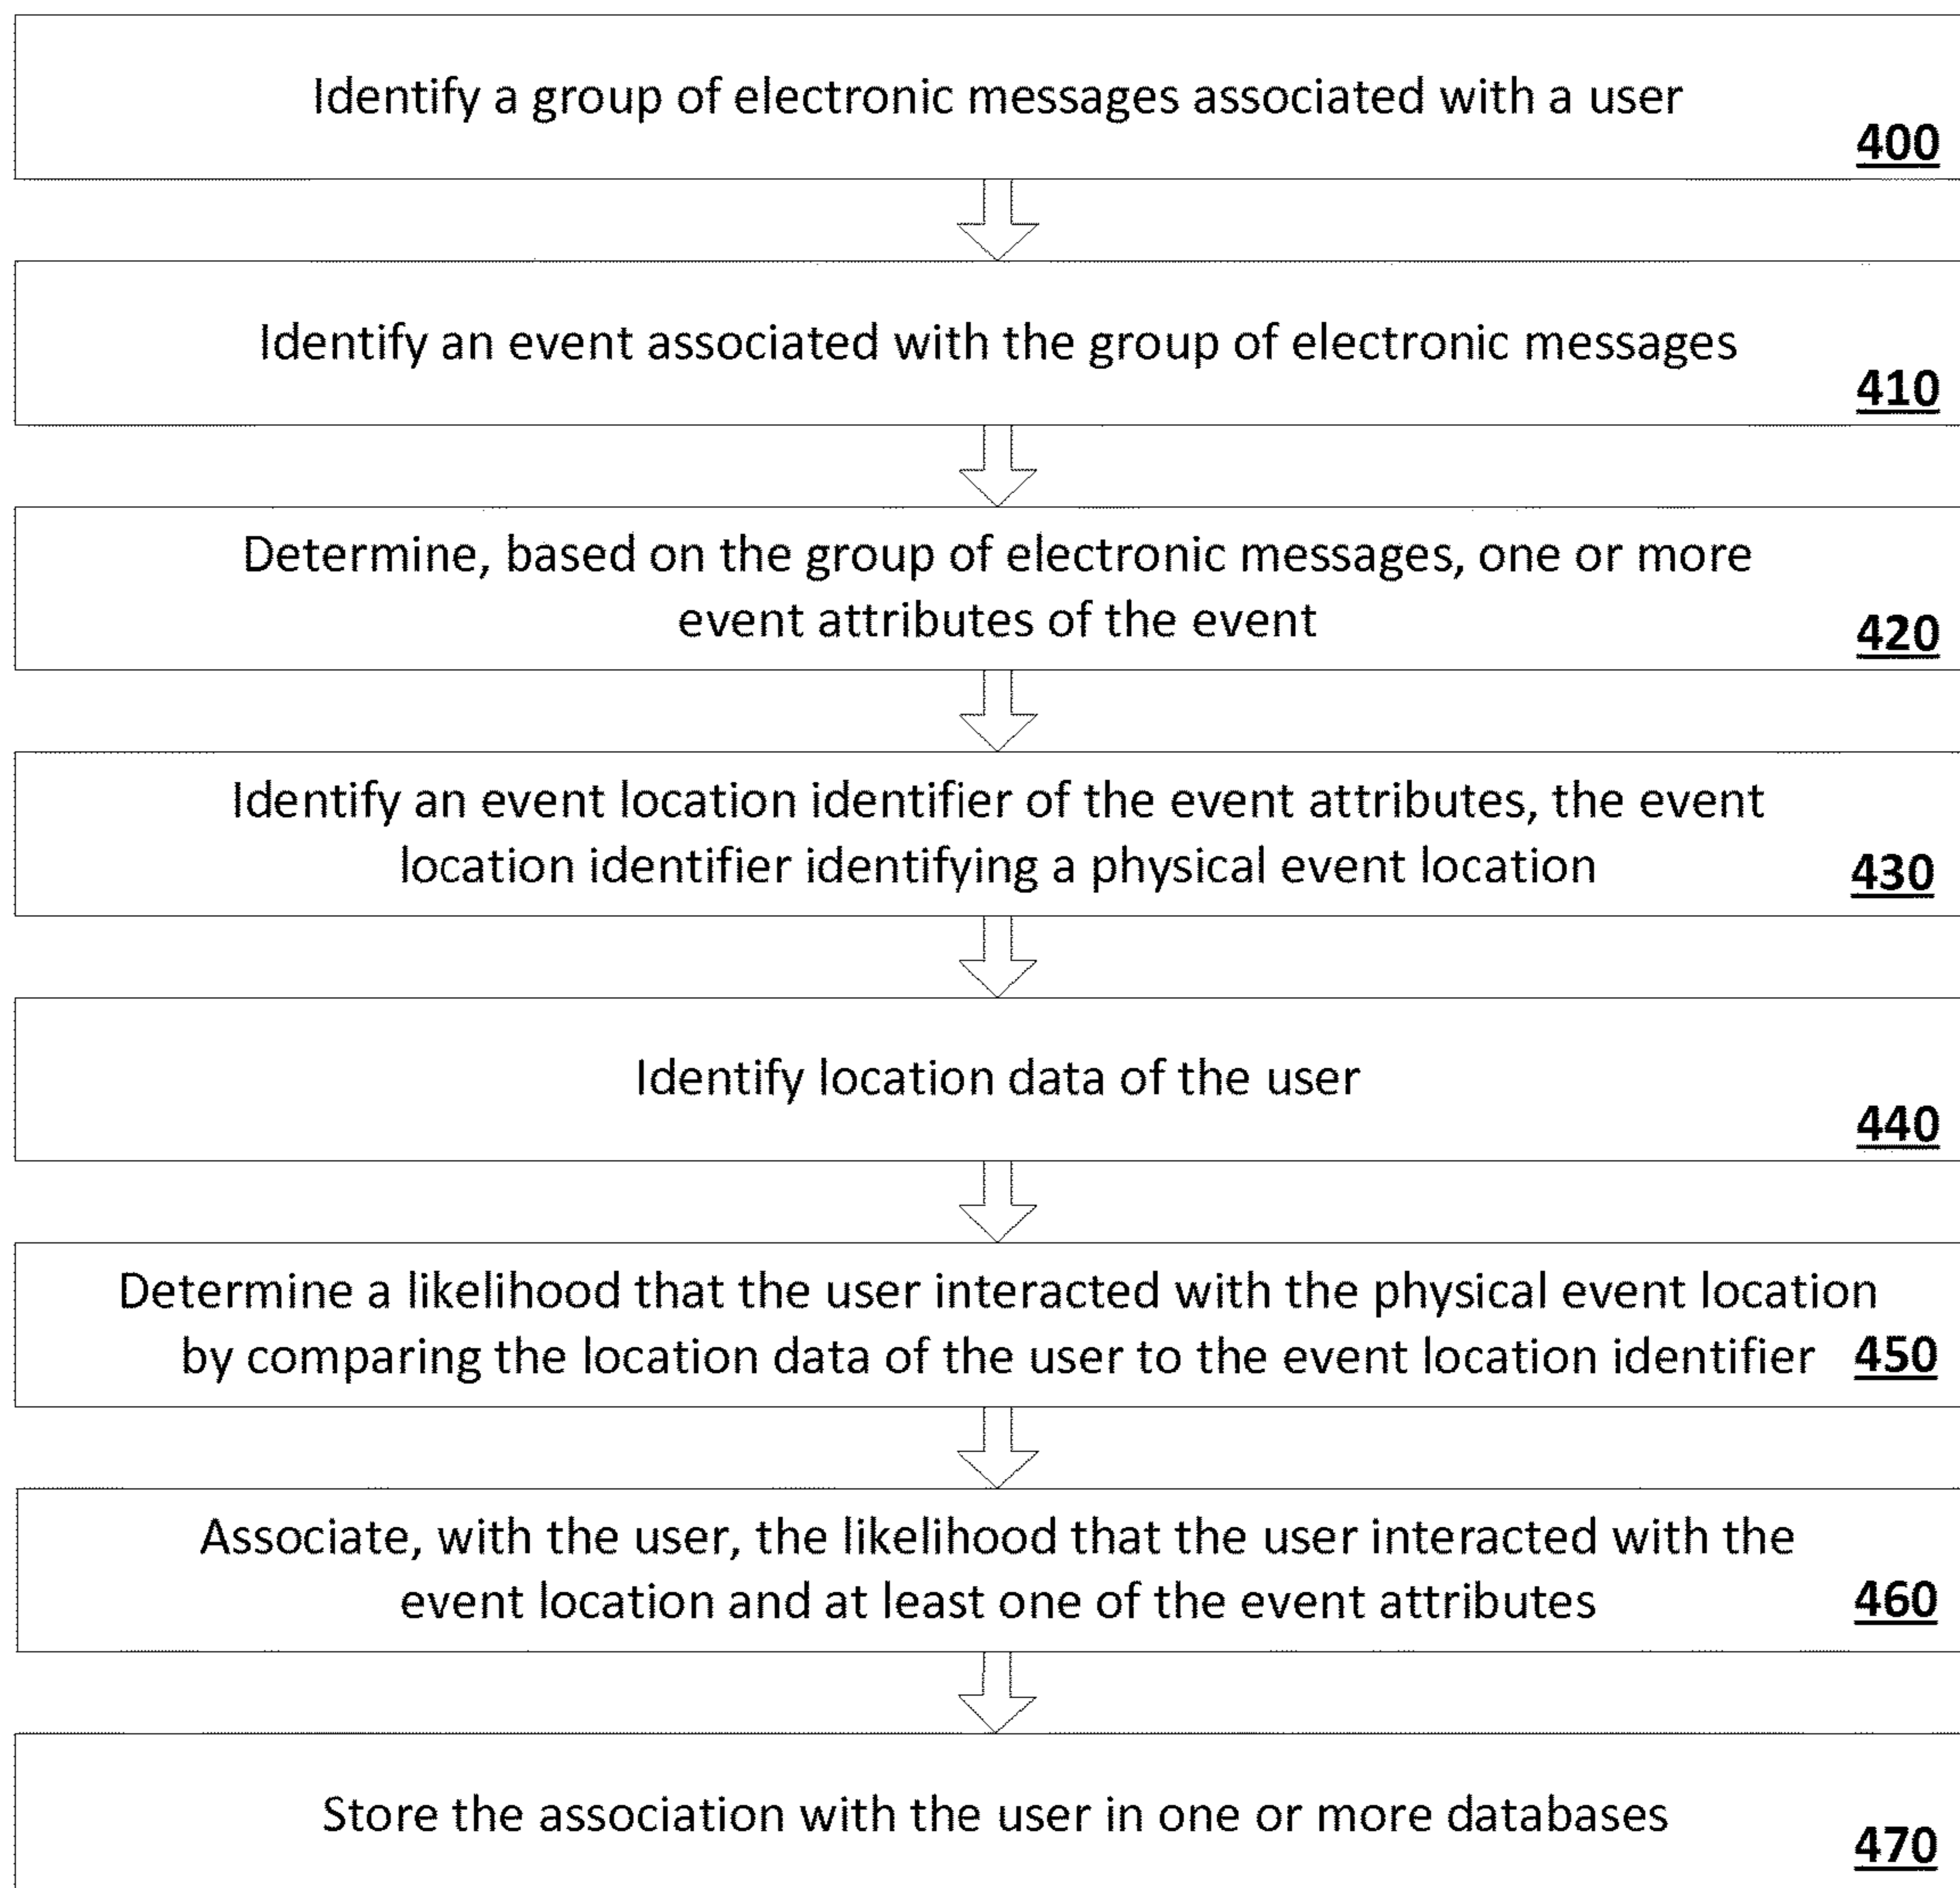 Identify a group of electronic messages associated with a user
400
Identify an event associated with the group of electronic messages
410
Determine, based on the group of electronic messages, one or more
event attributes of the event
420
Identify an event location identifier of the event attributes, the event
location identifier identifying a physical event location
430
Identify location data of the user
440
Determine a likelihood that the user interacted with the physical event location
by comparing the location data of the user to the event location identifier 450
Associate, with the user, the likelihood that the user interacted with the
event location and at least one of the event attributes
460
Store the association with the user in one or more databases
470